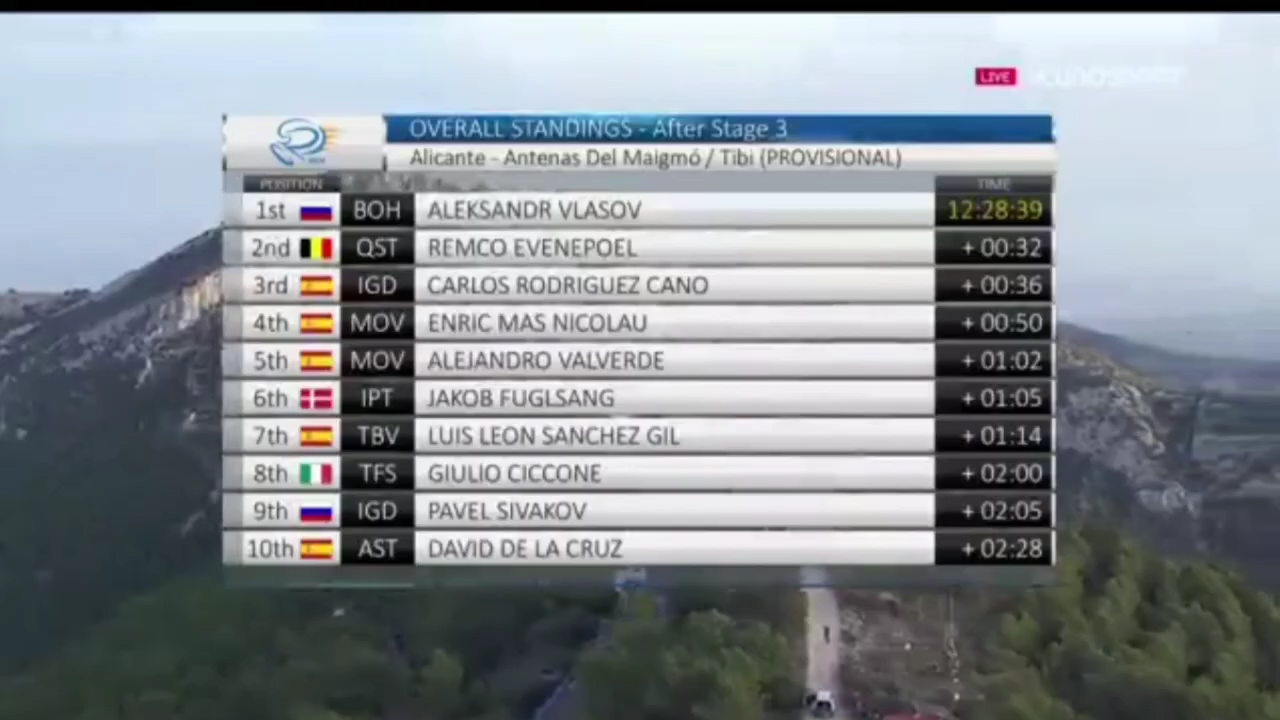 LIVE
OVERALL STANDINGS - After Stage 3
Alicante - Antenas Del Maigmó / Tibi (PROVISIONAL)
POSITION TIME
1st BOH ALEKSANDR VLASOV 12:28:39
2nd QST REMCO EVENEPOEL + 00:32
3rd IGD CARLOS RODRIGUEZ CANO + 00:36
4th MOV ENRIC MAS NICOLAU + 00:50
5th MOV ALEJANDRO VALVERDE + 01:02
6th IPT JAKOB FUGLSANG + 01:05
7th TBV LUIS LEON SANCHEZ GIL + 01:14
8th TFS GIULIO CICCONE + 02:00
9th IGD PAVEL SIVAKOV + 02:05
10th AST DAVID DE LA CRUZ + 02:28